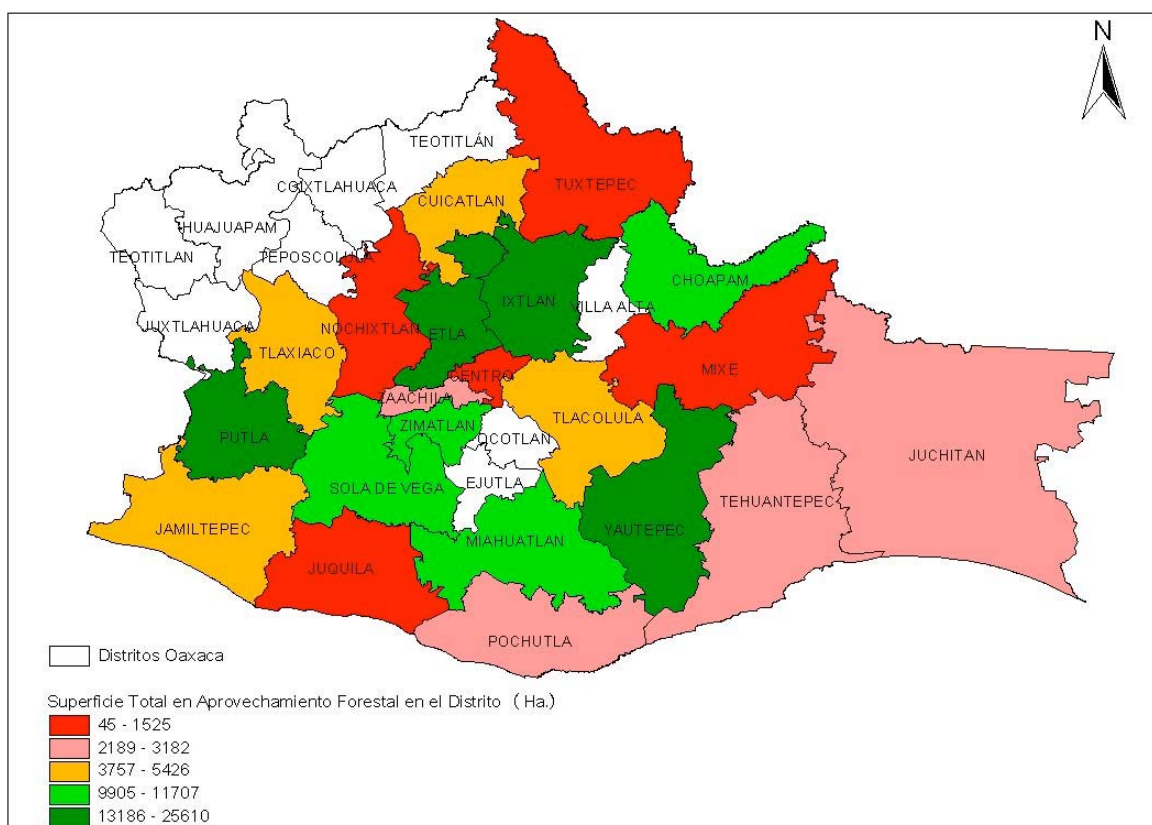 N
TEOTITLÁN
COIXTLAHUACA
TUXTEPEC
CUICATLAN
HUAJUAPAM
TEOTITLAN
TEPOSCOLULA
CHOAPAM
IXTLAN
VILLA ALTA
JUXTLAHUACA
NOCHIXTLAN
ETLA
TLAXIACO
CENTRO
MIXE
ZAACHILA
TLACOLULA
ZIMATLAN
PUTLA
OCOTLAN
JUCHITAN
EJUTLA
SOLA DE VEGA
TEHUANTEPEC
JAMILTEPEC
YAUTEPEC
MIAHUATLAN
JUQUILA
POCHUTLA
Distritos Oaxaca
Superficie Total en Aprovechamiento Forestal en el Distrito ( Ha.)
45 - 1525
2189 - 3182
3757 - 5426
9905 - 11707
13186 - 25610